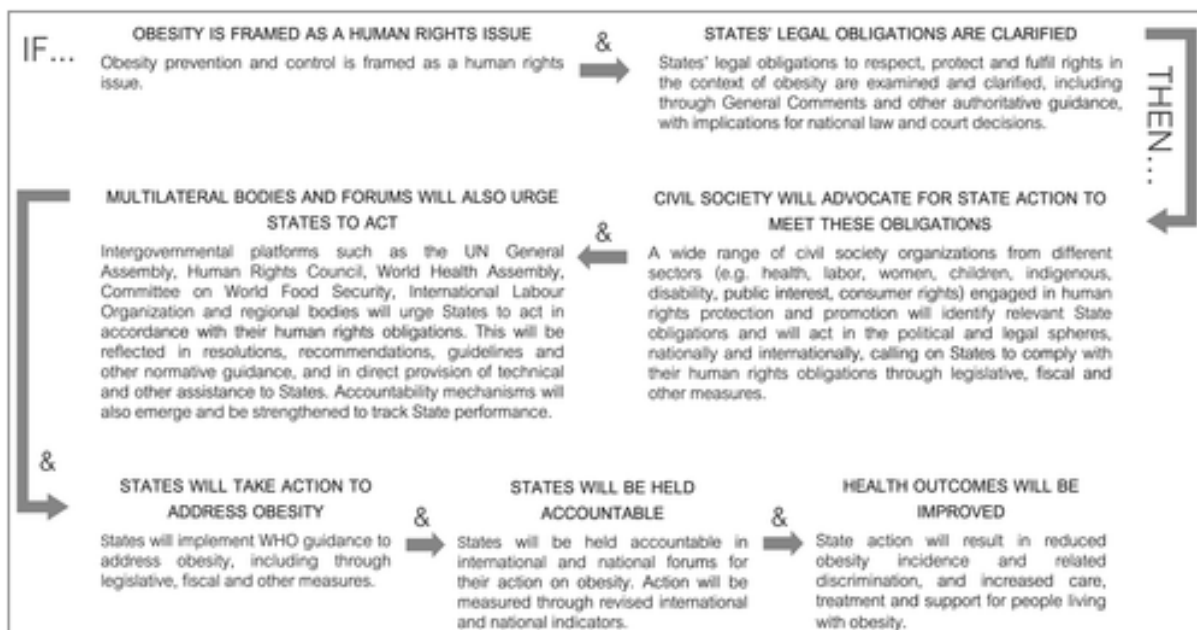 IF...
OBESITY IS FRAMED AS A HUMAN RIGHTS ISSUE
Obesity prevention and control is framed as a human rights
issue.
&
STATES' LEGAL OBLIGATIONS ARE CLARIFIED
States' legal obligations to respect, protect and fulfil rights in
the context of obesity are examined and clarified, including
through General Comments and other authoritative guidance,
with implications for national law and court decisions.
THEN...
CIVIL SOCIETY WILL ADVOCATE FOR STATE ACTION TO
MEET THESE OBLIGATIONS
A wide range of civil society organizations from different
sectors (e.g. health, labor, women, children, indigenous,
disability, public interest, consumer rights) engaged in human
rights protection and promotion will identify relevant State
obligations and will act in the political and legal spheres,
nationally and internationally, calling on States to comply with
their human rights obligations through legislative, fiscal and
other measures.
&
MULTILATERAL BODIES AND FORUMS WILL ALSO URGE
STATES TO ACT
Intergovernmental platforms such as the UN General
Assembly, Human Rights Council, World Health Assembly,
Committee on World Food Security, International Labour
Organization and regional bodies will urge States to act in
accordance with their human rights obligations. This will be
reflected in resolutions, recommendations, guidelines and
other normative guidance, and in direct provision of technical
and other assistance to States. Accountability mechanisms will
also emerge and be strengthened to track State performance.
&
STATES WILL TAKE ACTION TO
ADDRESS OBESITY
States will implement WHO guidance to
address obesity, including through
legislative, fiscal and other measures.
&
STATES WILL BE HELD
ACCOUNTABLE
States will be held accountable in
international and national forums for
their action on obesity. Action will be
measured through revised international
and national indicators.
&
HEALTH OUTCOMES WILL BE
IMPROVED
State action will result in reduced
obesity incidence and related
discrimination, and increased care,
treatment and support for people living
with obesity.